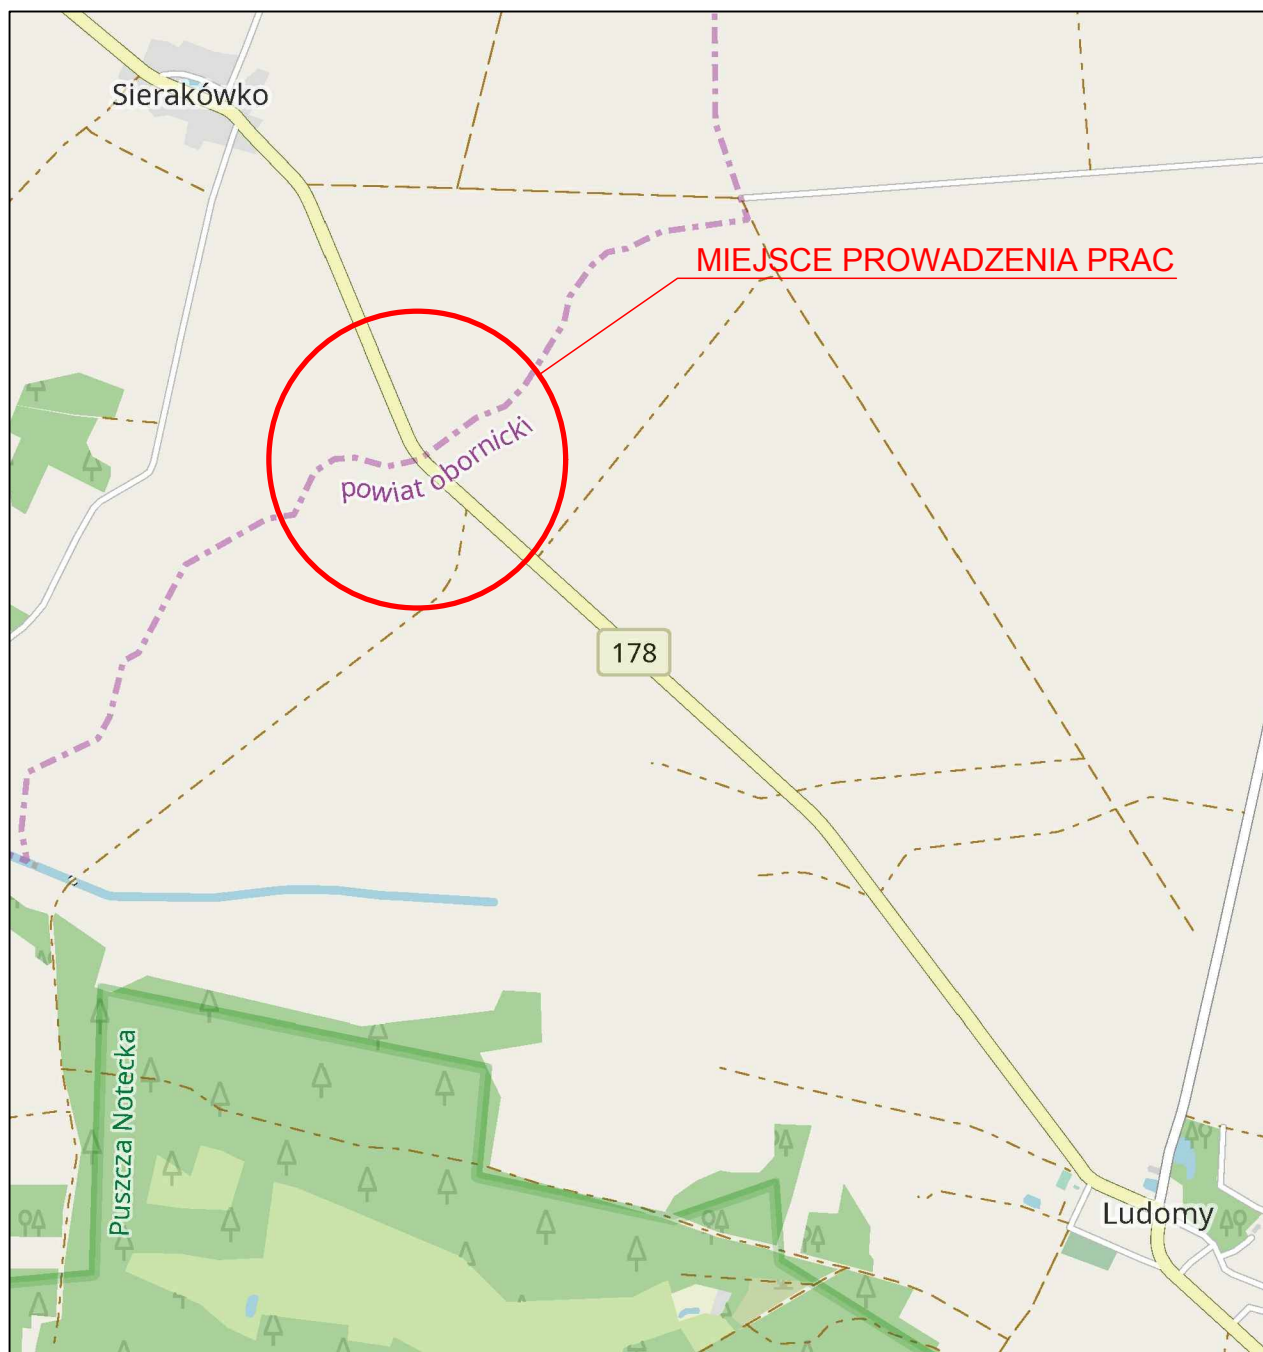 Sierakówko
MIEJSCE PROWADZENIA PRAC
powiat obornicki
178
Puszcza Notecka
Ludomy